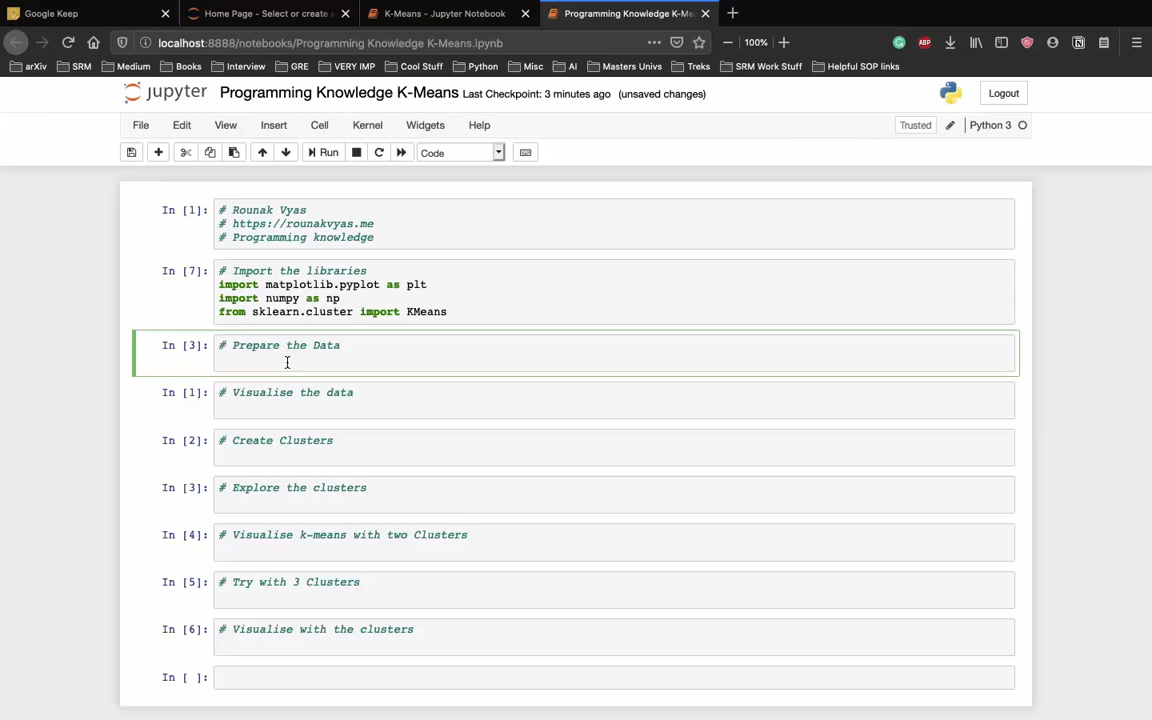 Google Keep
Home Page - Select or create a
K-Means - Jupyter Notebook
Programming Knowledge K-Me
localhost:8888/notebooks/Programming Knowledge K-Means.ipynb
100%
arXiv SRM Medium Books Interview GRE VERY IMP Cool Stuff Python Misc AI Masters Univs Treks SRM Work Stuff Helpful SOP links
jupyter Programming Knowledge K-Means Last Checkpoint: 3 minutes ago (unsaved changes) Logout
File Edit View Insert Cell Kernel Widgets Help Trusted Python 3
Run Code
In [1]: # Rounak Vyas
# https://rounakvyas.me
# Programming knowledge
In [7]: # Import the libraries
import matplotlib.pyplot as plt
import numpy as np
from sklearn.cluster import KMeans
In [3]: # Prepare the Data
In [1]: # Visualise the data
In [2]: # Create Clusters
In [3]: # Explore the clusters
In [4]: # Visualise k-means with two Clusters
In [5]: # Try with 3 Clusters
In [6]: # Visualise with the clusters
In [ ]: